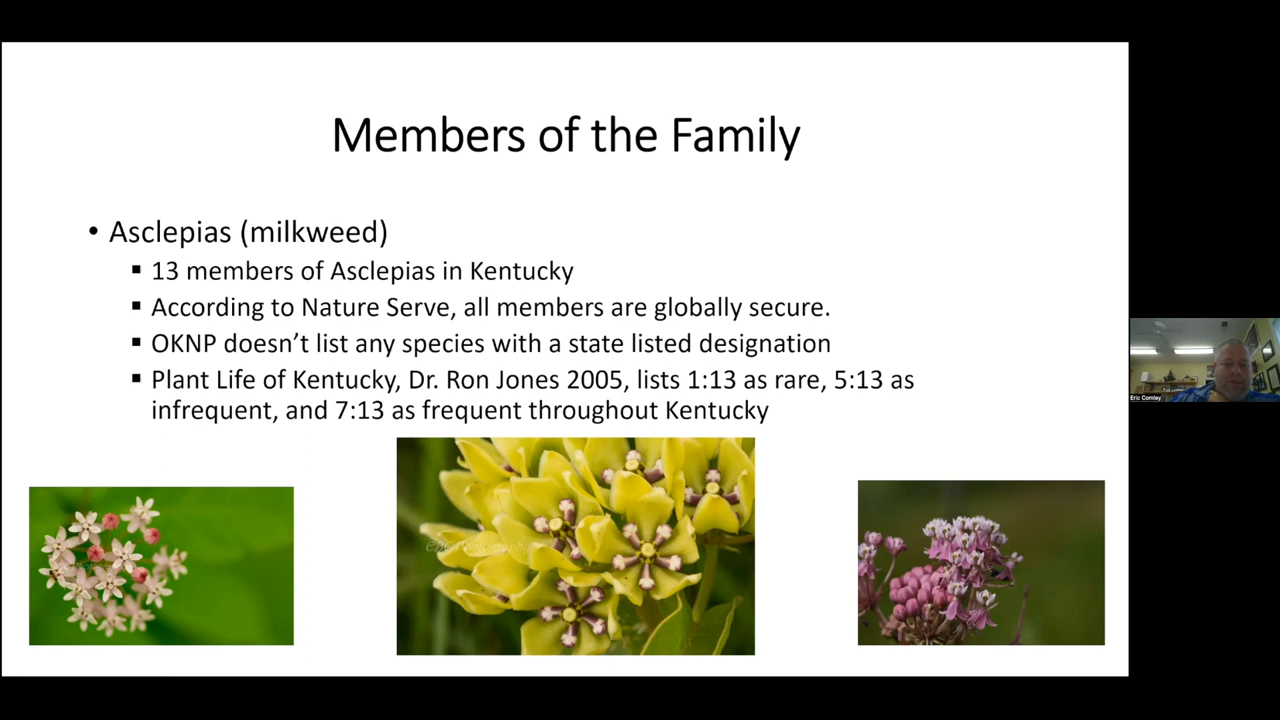 Members of the Family
• Asclepias (milkweed)
▪ 13 members of Asclepias in Kentucky
▪ According to Nature Serve, all members are globally secure.
▪ OKNP doesn’t list any species with a state listed designation
▪ Plant Life of Kentucky, Dr. Ron Jones 2005, lists 1:13 as rare, 5:13 as
infrequent, and 7:13 as frequent throughout Kentucky
Photography
Eric Comley